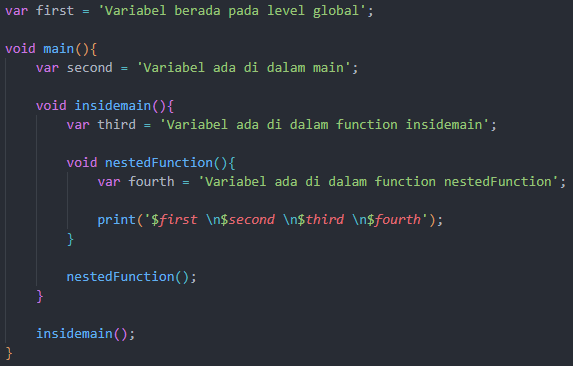 var first = 'Variabel berada pada level global';
void main(){
var second = 'Variabel ada di dalam main';
void insidemain(){
var third = 'Variabel ada di dalam function insidemain';
void nestedFunction(){
var fourth = 'Variabel ada di dalam function nestedFunction';
print('$first \n$second \n$third \n$fourth');
}
nestedFunction();
}
insidemain();
}